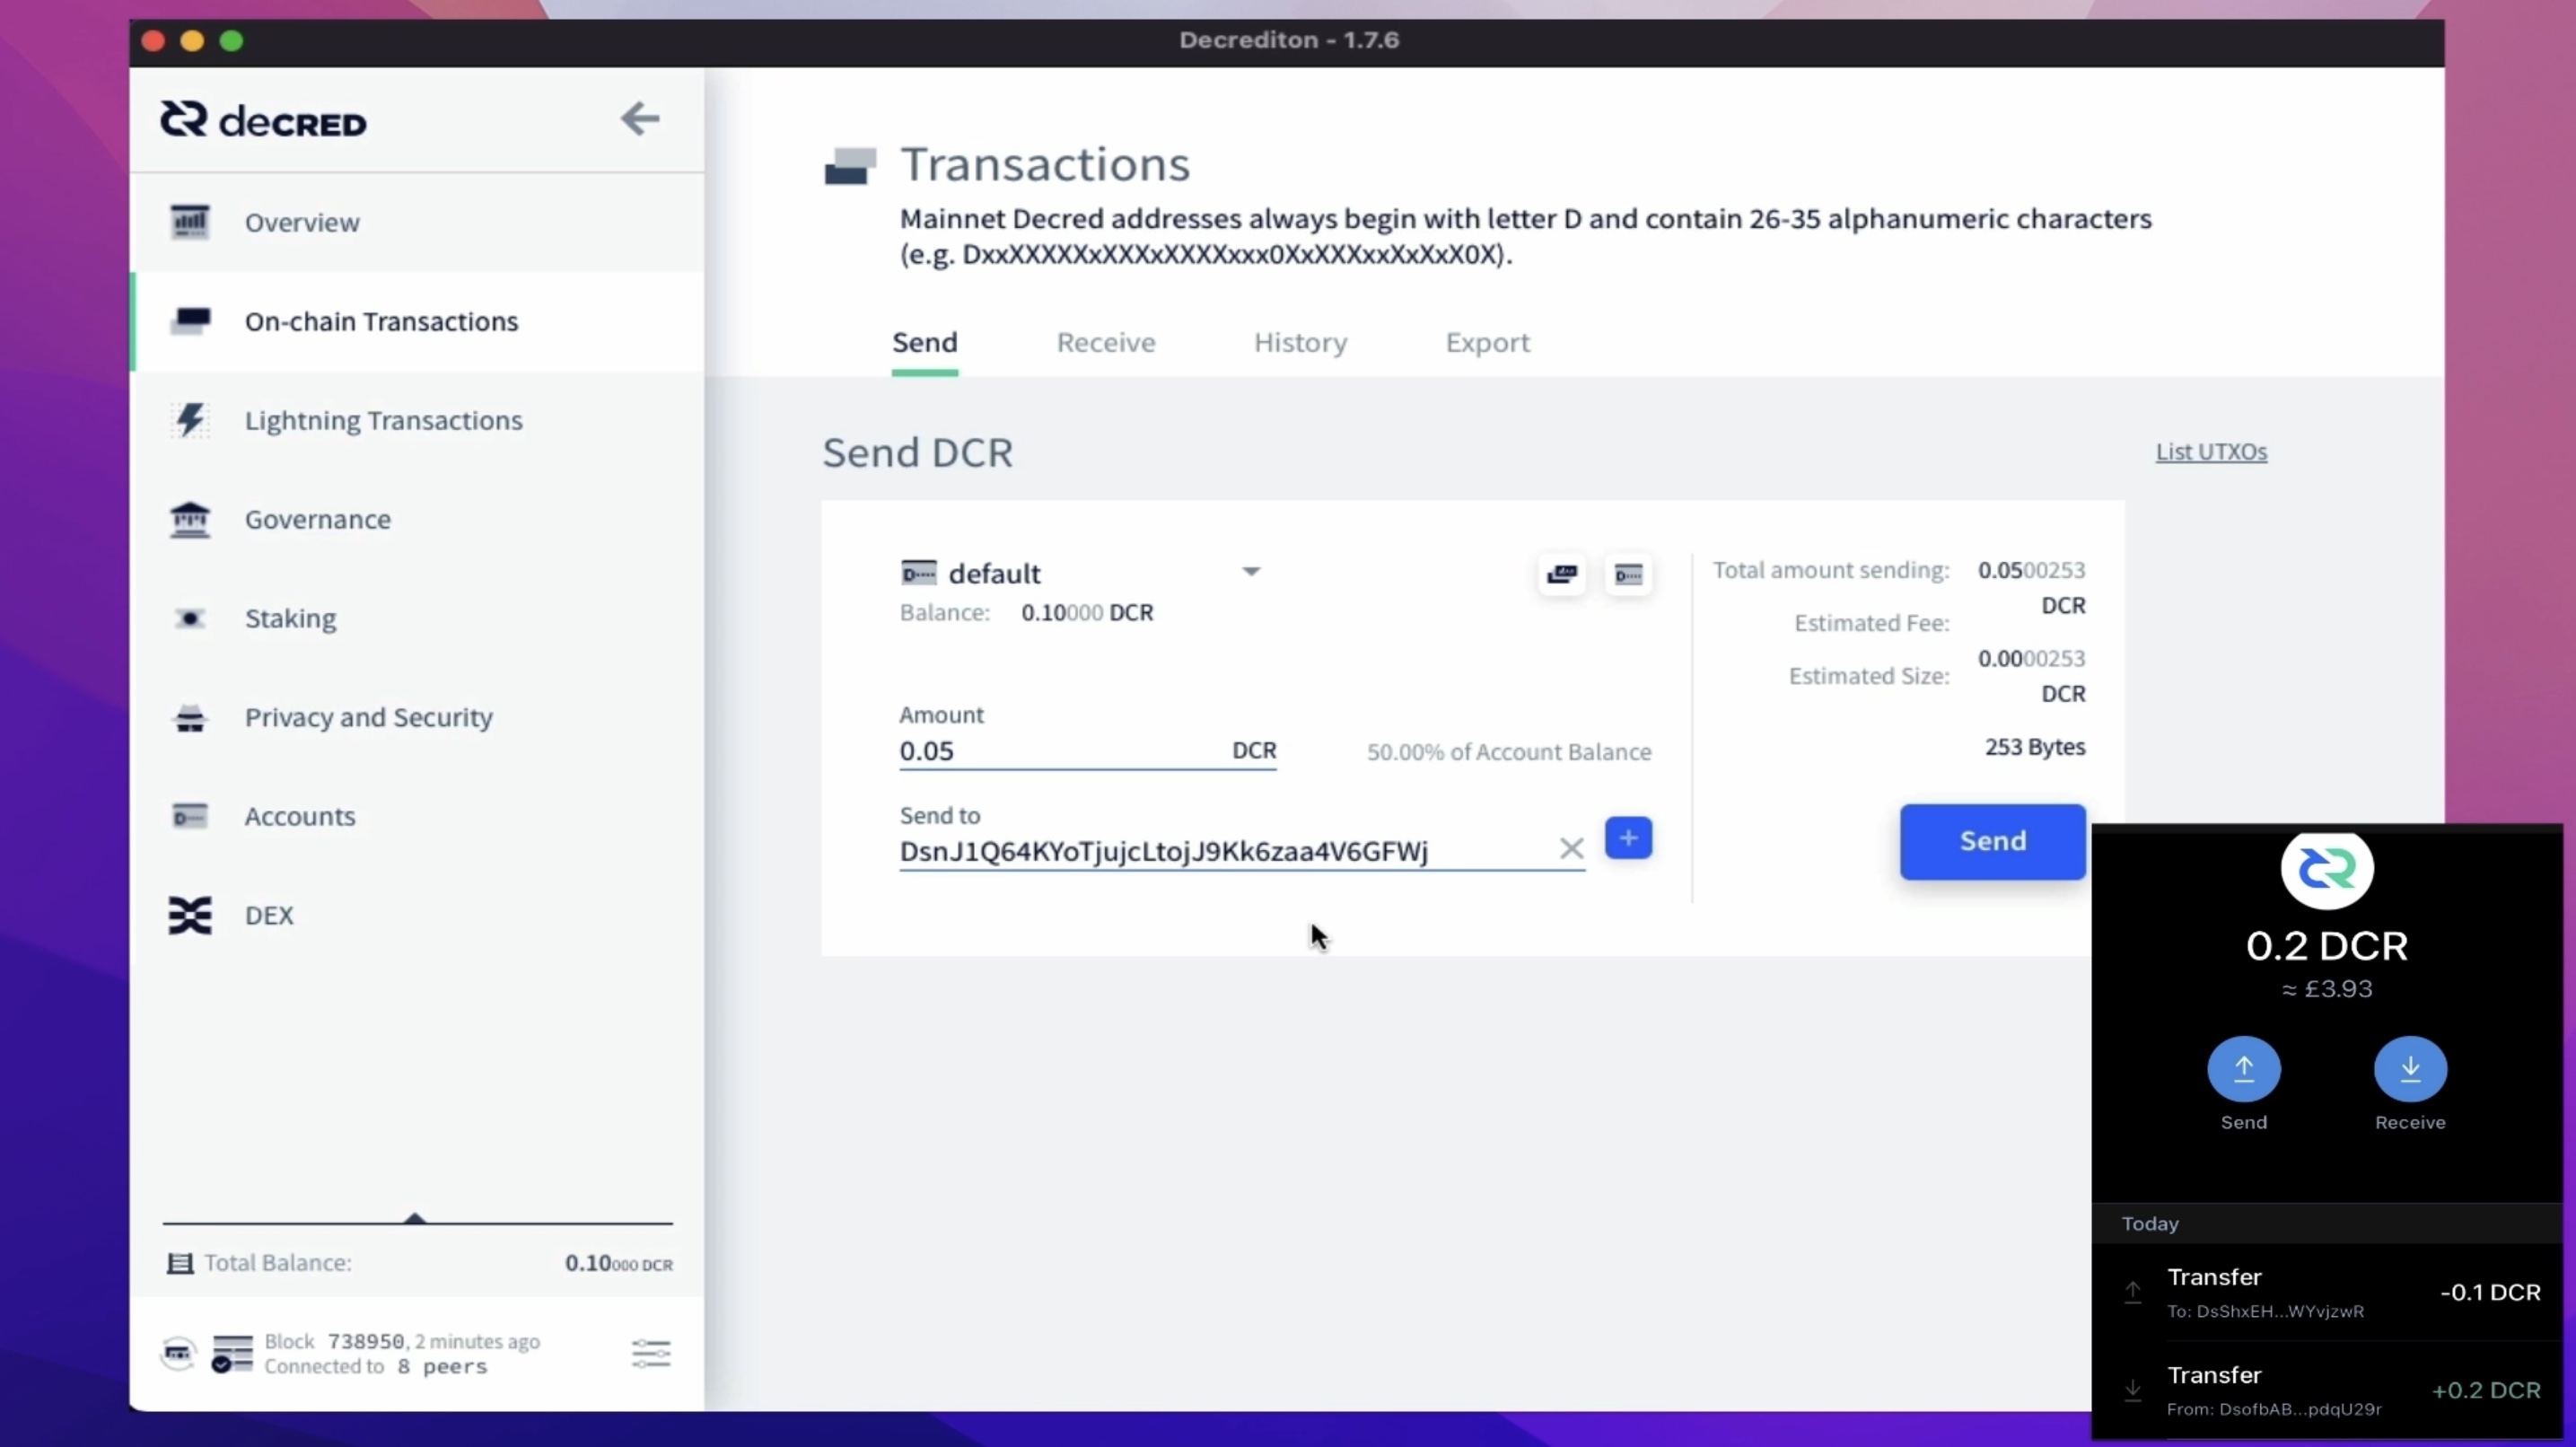 Decrediton - 1.7.6
decRED
Overview
On-chain Transactions
Lightning Transactions
Governance
Staking
Privacy and Security
Accounts
DEX
Total Balance: 0.10000 DCR
Block 738950, 2 minutes ago
Connected to 8 peers
Transactions
Mainnet Decred addresses always begin with letter D and contain 26-35 alphanumeric characters
(e.g. DxxXXXXXxXXXxXXXXxxx0XxXXXxxXxXxX0X).
Send Receive History Export
Send DCR List UTXOs
default
Balance: 0.10000 DCR
Amount
0.05 DCR 50.00% of Account Balance
Send to
DsnJ1Q64KYoTjujcLtojJ9Kk6zaa4V6GFWj
Total amount sending: 0.0500253
DCR
Estimated Fee:
0.0000253
Estimated Size:
DCR
253 Bytes
Send
0.2 DCR
≈ £3.93
Send Receive
Today
Transfer
-0.1 DCR
To: DsShxEH...WYvjzwR
Transfer
+0.2 DCR
From: DsofbAB...pdqU29r